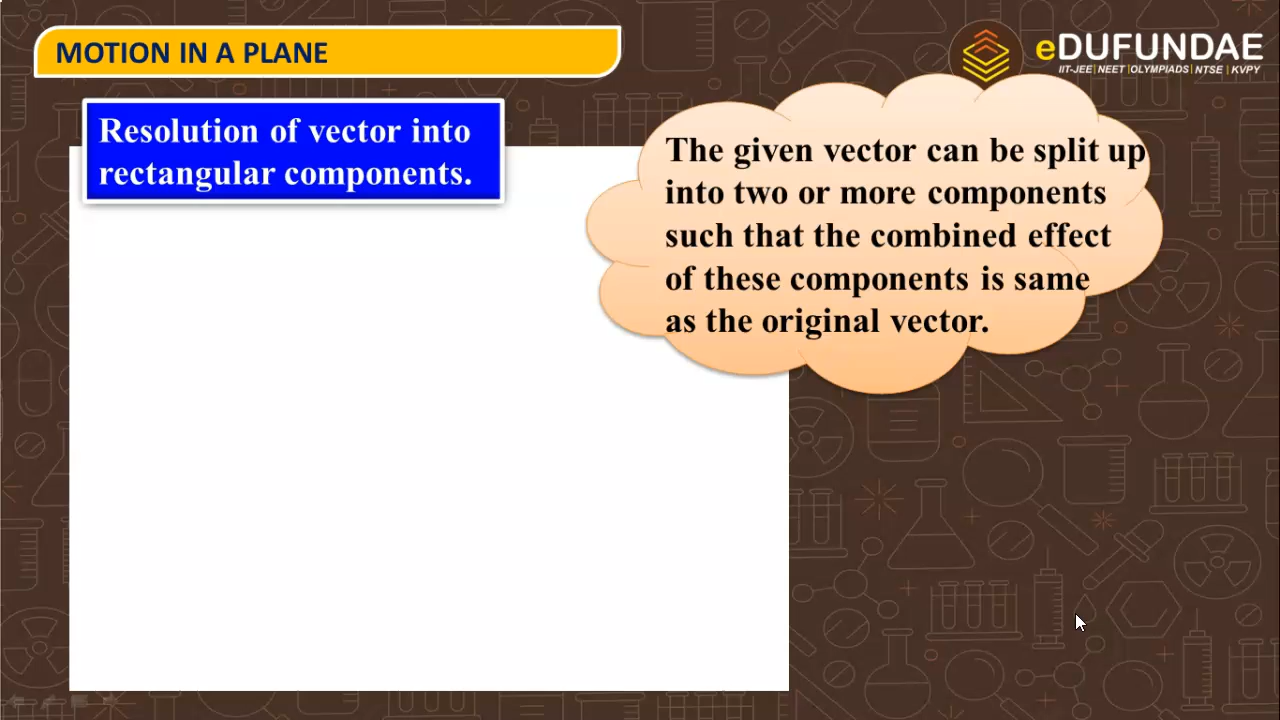 MOTION IN A PLANE
eDUFUNDAE
IIT-JEE|NEET|OLYMPIADS|NTSE|KVPY
Resolution of vector into
rectangular components.
The given vector can be split up
into two or more components
such that the combined effect
of these components is same
as the original vector.